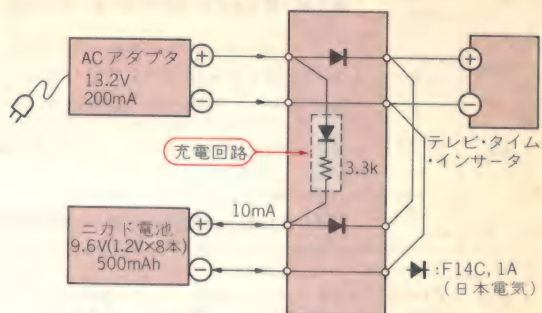 ACアダプタ
13.2V
200mA
+
−
+
−
テレビ・タイム
・インサータ
充電回路
3.3k
10mA
ニカド電池
9.6V(1.2V×8本)
500mAh
+
−
:F14C, 1A
(日本電気)